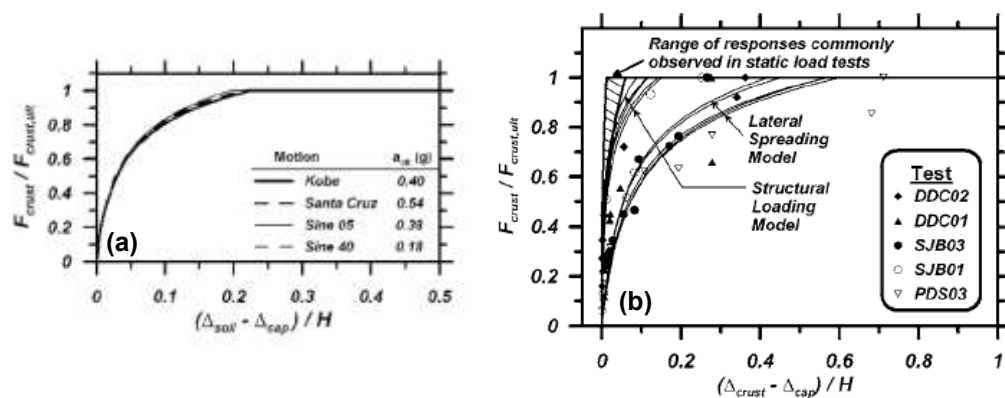 F_crust / F_crust,ult
1
0.8
0.6
0.4
0.2
0
(a)
Motion a_ult (g)
Kobe 0.40
Santa Cruz 0.54
Sine 05 0.38
Sine 40 0.18
0 0.1 0.2 0.3 0.4 0.5
(Δ_soil - Δ_cap) / H
F_crust / F_crust,ult
1
0.8
0.6
0.4
0.2
0
Range of responses commonly
observed in static load tests
Lateral
Spreading
Model
Structural
Loading
Model
Test
DDC02
DDC01
SJB03
SJB01
PDS03
(b)
0 0.2 0.4 0.6 0.8 1
(Δ_crust - Δ_cap) / H